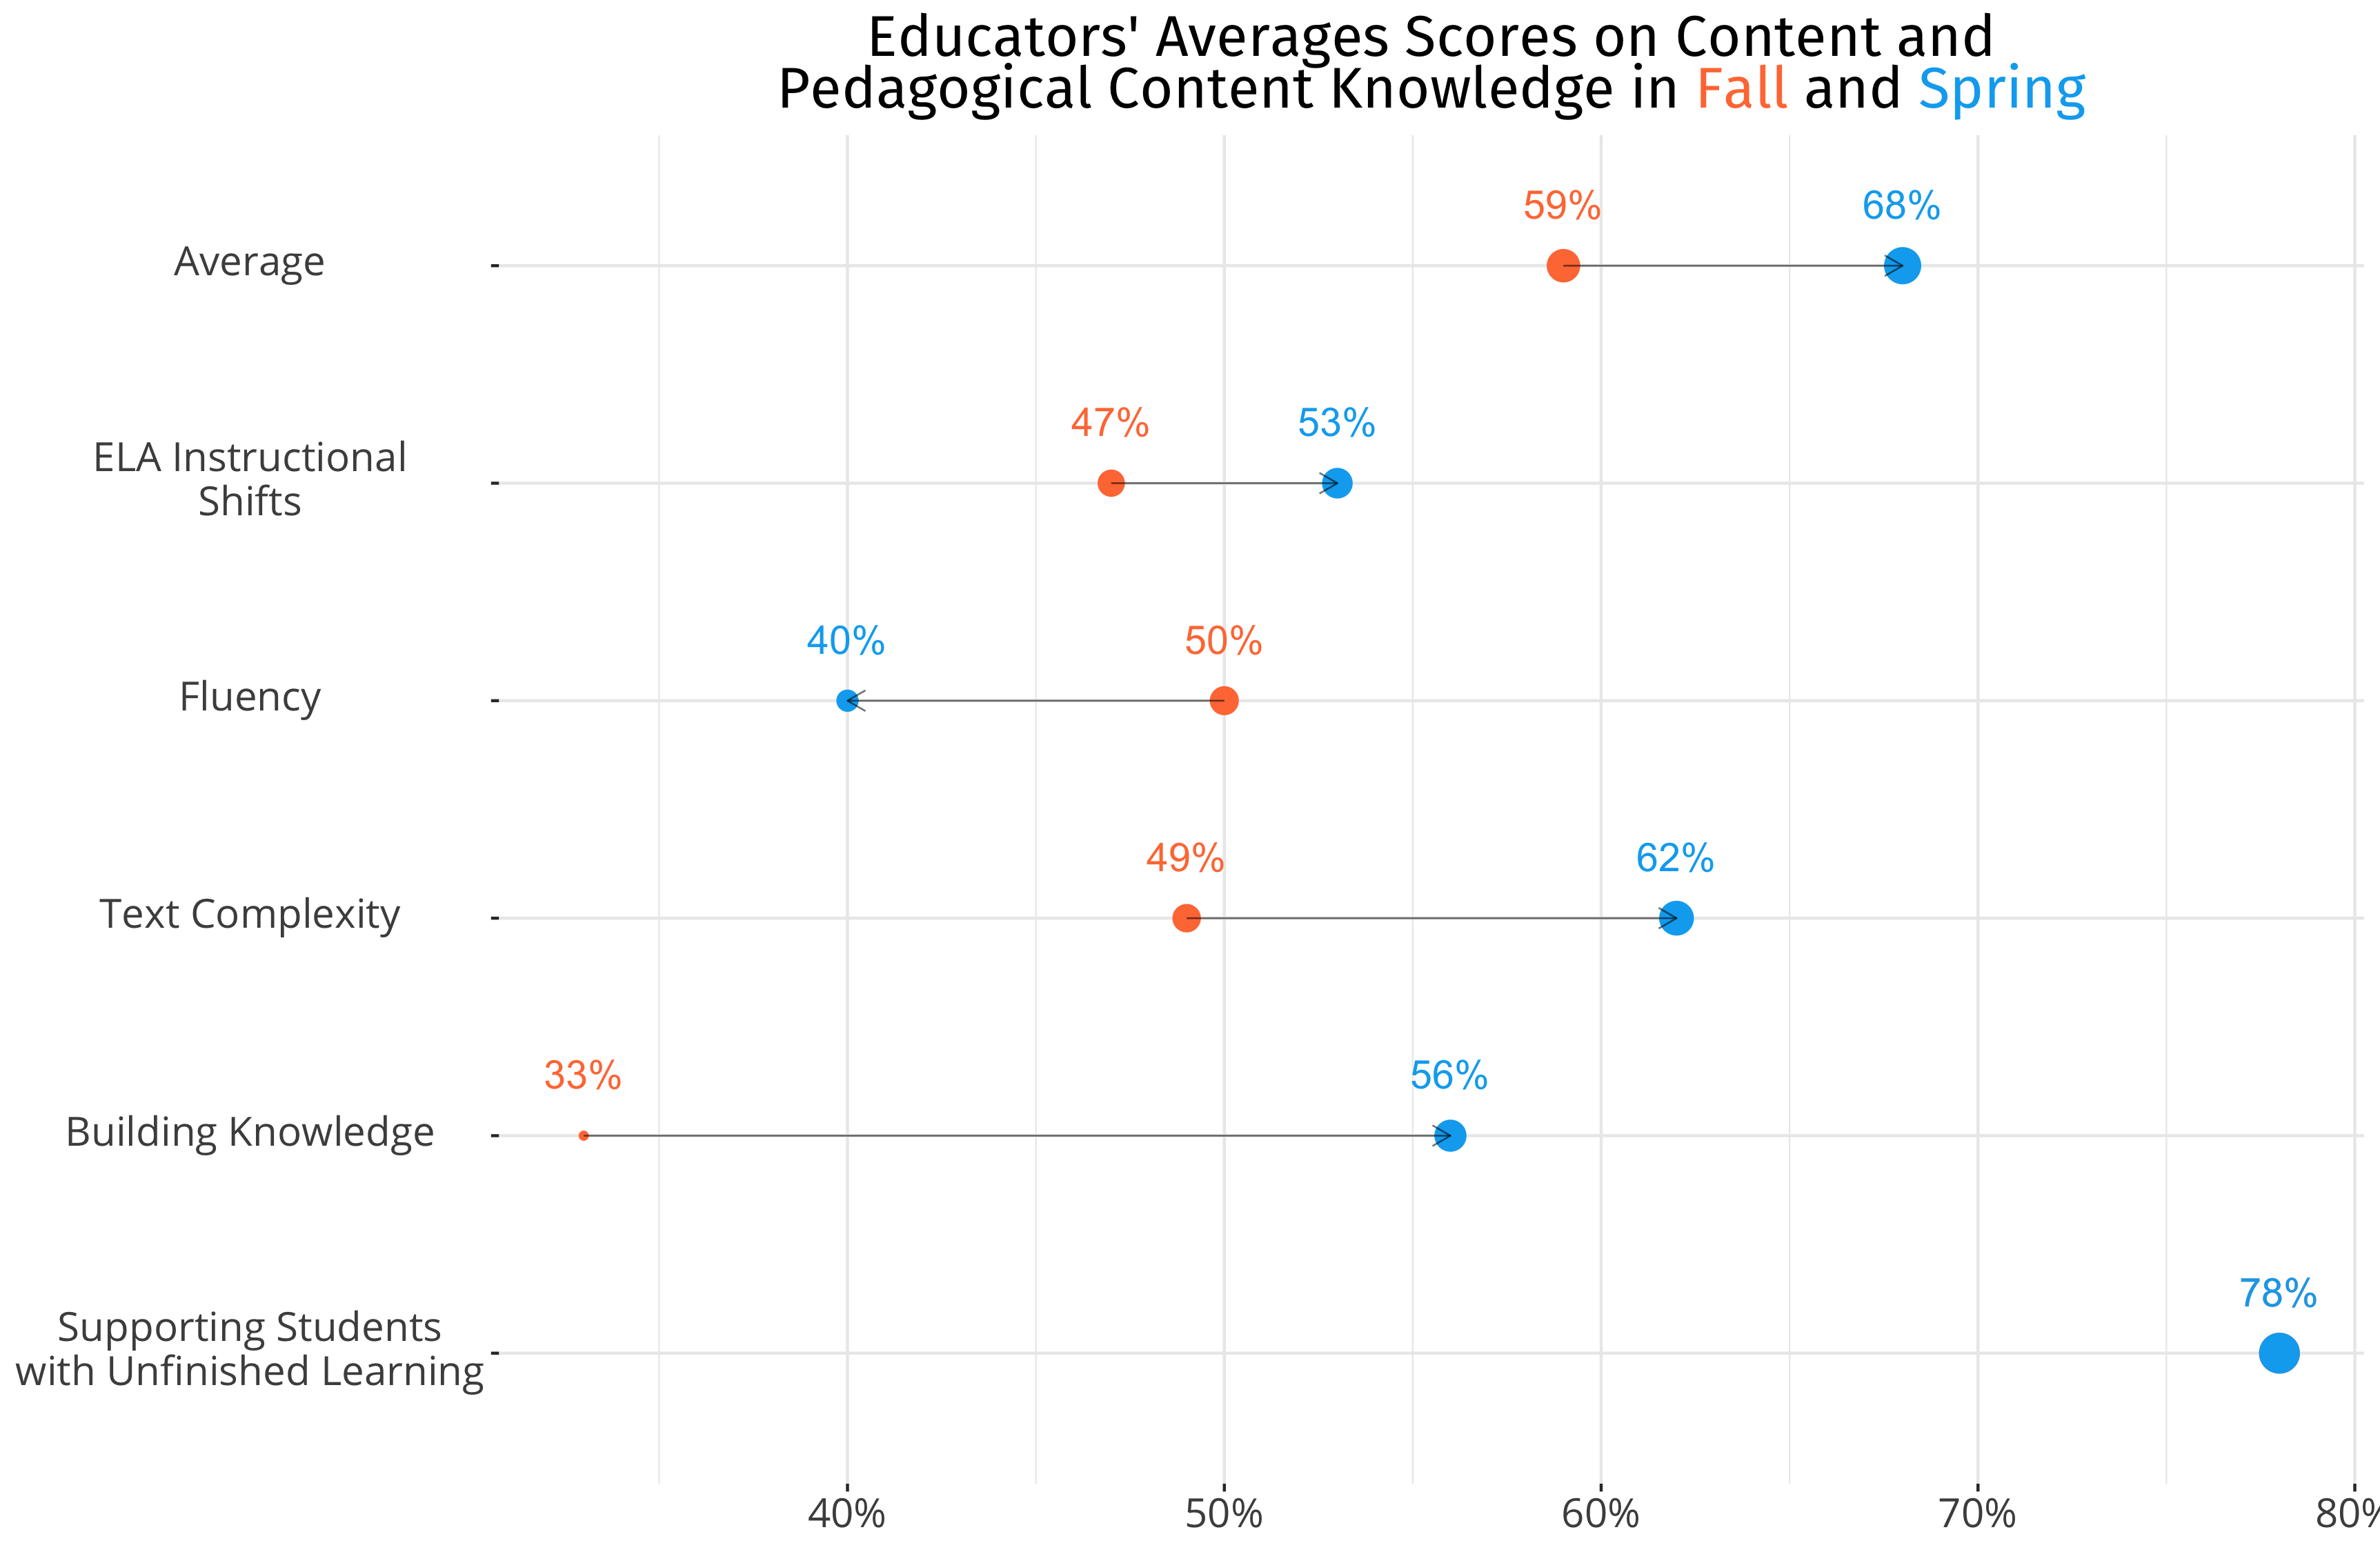 Educators' Averages Scores on Content and
Pedagogical Content Knowledge in Fall and Spring
59%
68%
Average
47%
53%
ELA Instructional
Shifts
40%
50%
Fluency
49%
62%
Text Complexity
33%
56%
Building Knowledge
78%
Supporting Students
with Unfinished Learning
40%
50%
60%
70%
80%